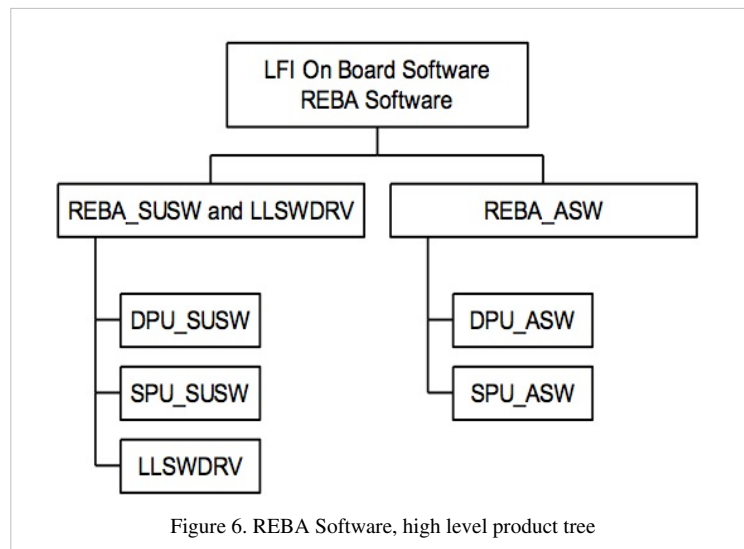 LFI On Board Software
REBA Software
REBA_SUSW and LLSWDRV
REBA_ASW
DPU_SUSW
DPU_ASW
SPU_SUSW
SPU_ASW
LLSWDRV
Figure 6. REBA Software, high level product tree